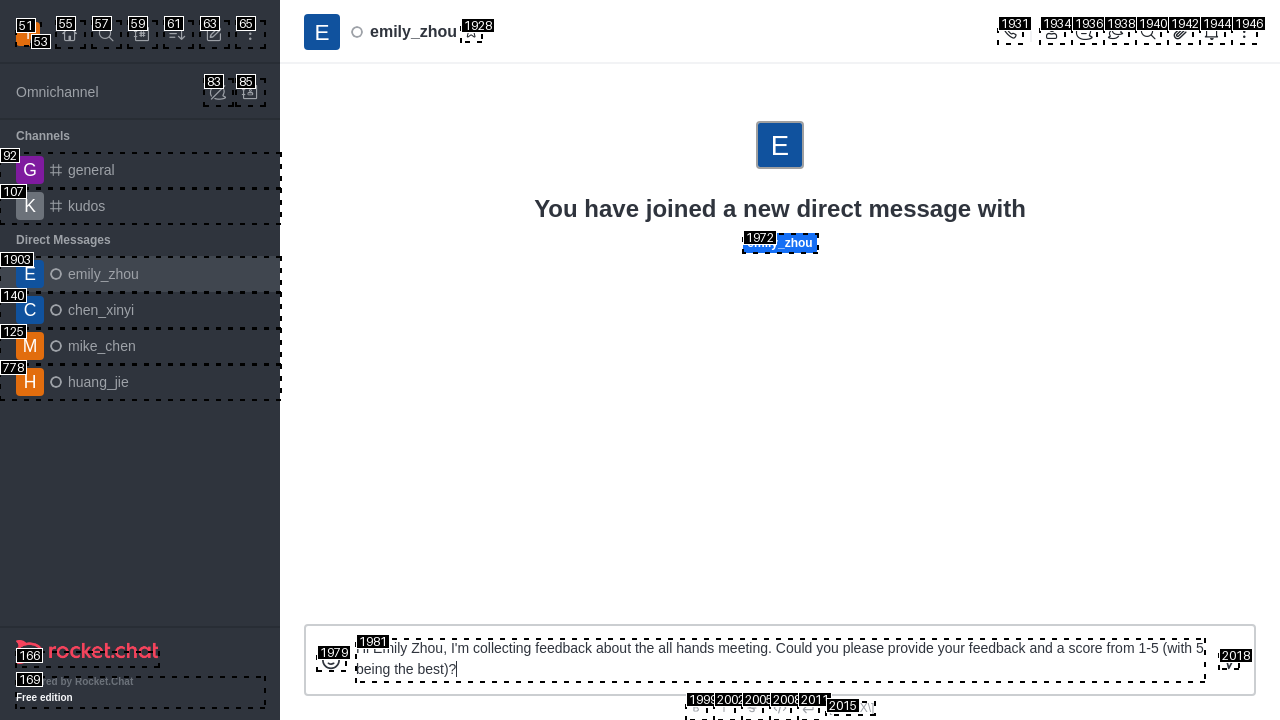 51
53
55
57
59
61
63
65
E
emily_zhou
1928
1931
1934
1936
1938
1940
1942
1944
1946
Omnichannel
83
85
Channels
92
G
general
107
K
kudos
Direct Messages
1903
E
emily_zhou
140
C
chen_xinyi
125
M
mike_chen
778
H
huang_jie
E
You have joined a new direct message with
1972
emily_zhou
1979
1981
Hi Emily Zhou, I'm collecting feedback about the all hands meeting. Could you please provide your feedback and a score from 1-5 (with 5
being the best)?
2018
1999
2002
2005
2008
2011
2015
rocket.chat
166
169
Powered by Rocket.Chat
Free edition